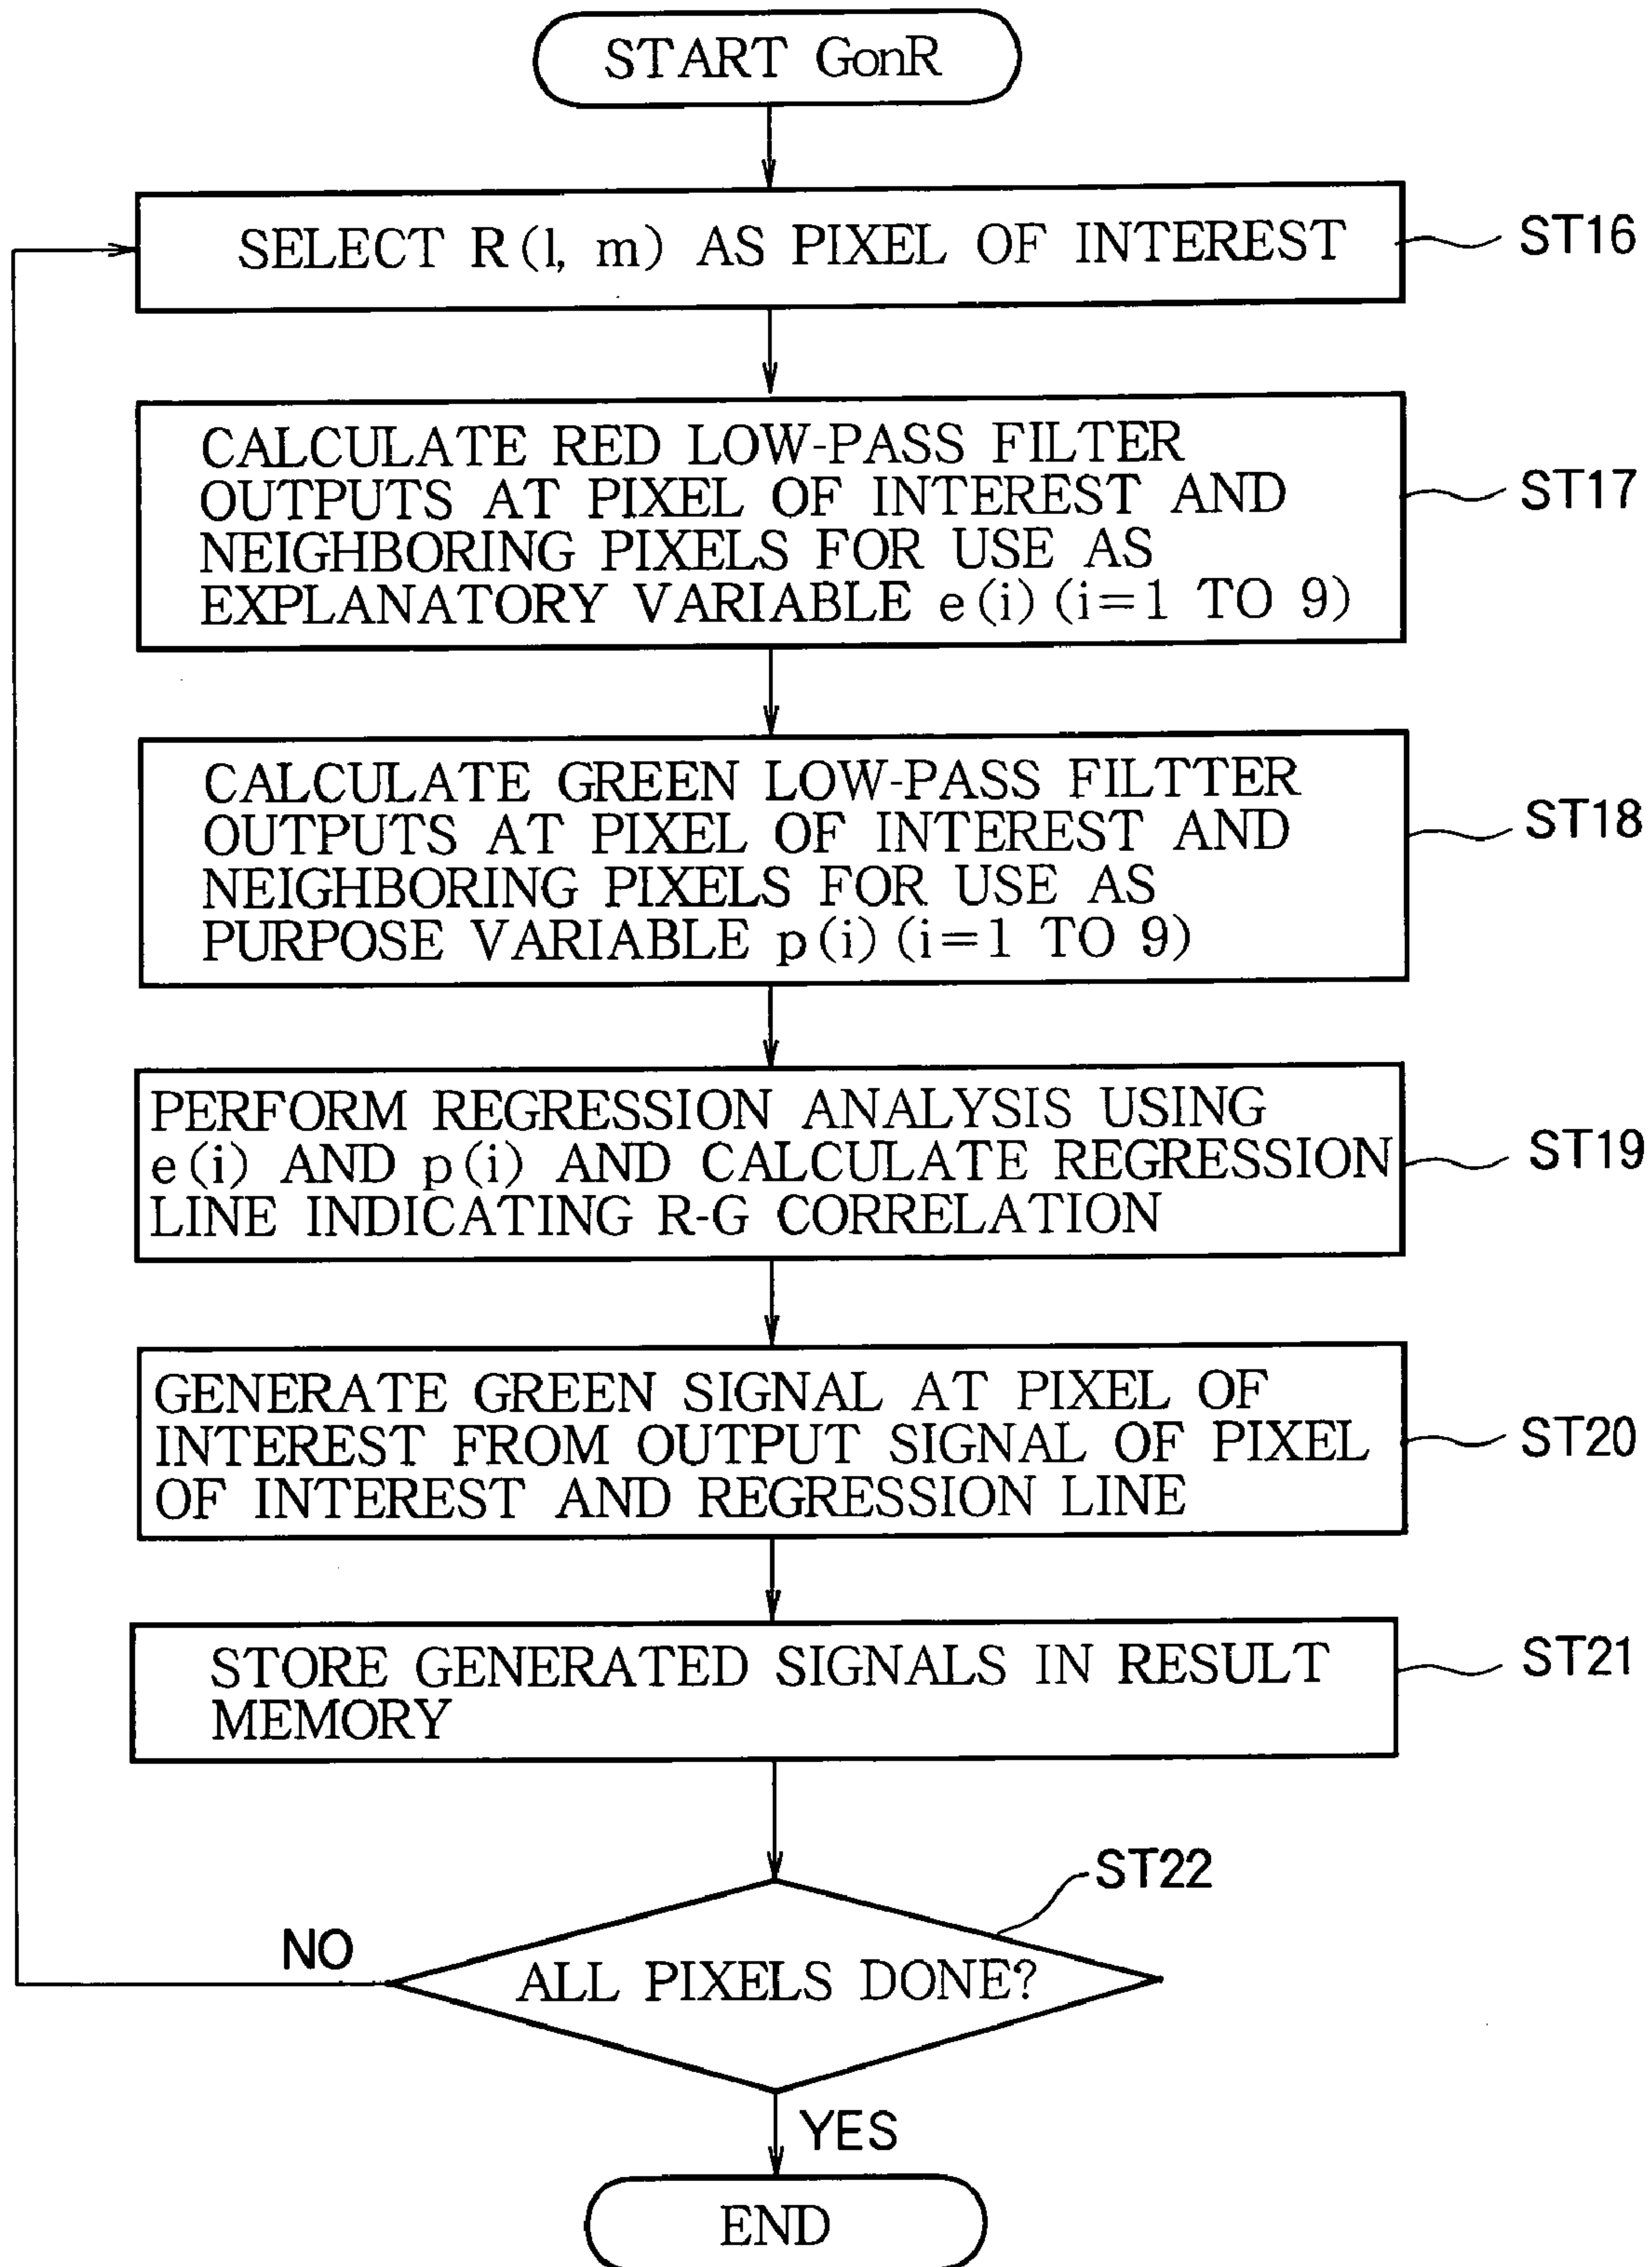 START GonR
SELECT R(l, m) AS PIXEL OF INTEREST
ST16
CALCULATE RED LOW-PASS FILTER
OUTPUTS AT PIXEL OF INTEREST AND
NEIGHBORING PIXELS FOR USE AS
EXPLANATORY VARIABLE e(i)(i=1 TO 9)
ST17
CALCULATE GREEN LOW-PASS FILTTER
OUTPUTS AT PIXEL OF INTEREST AND
NEIGHBORING PIXELS FOR USE AS
PURPOSE VARIABLE p(i)(i=1 TO 9)
ST18
PERFORM REGRESSION ANALYSIS USING
e(i) AND p(i) AND CALCULATE REGRESSION
LINE INDICATING R-G CORRELATION
ST19
GENERATE GREEN SIGNAL AT PIXEL OF
INTEREST FROM OUTPUT SIGNAL OF PIXEL
OF INTEREST AND REGRESSION LINE
ST20
STORE GENERATED SIGNALS IN RESULT
MEMORY
ST21
ST22
NO
ALL PIXELS DONE?
YES
END